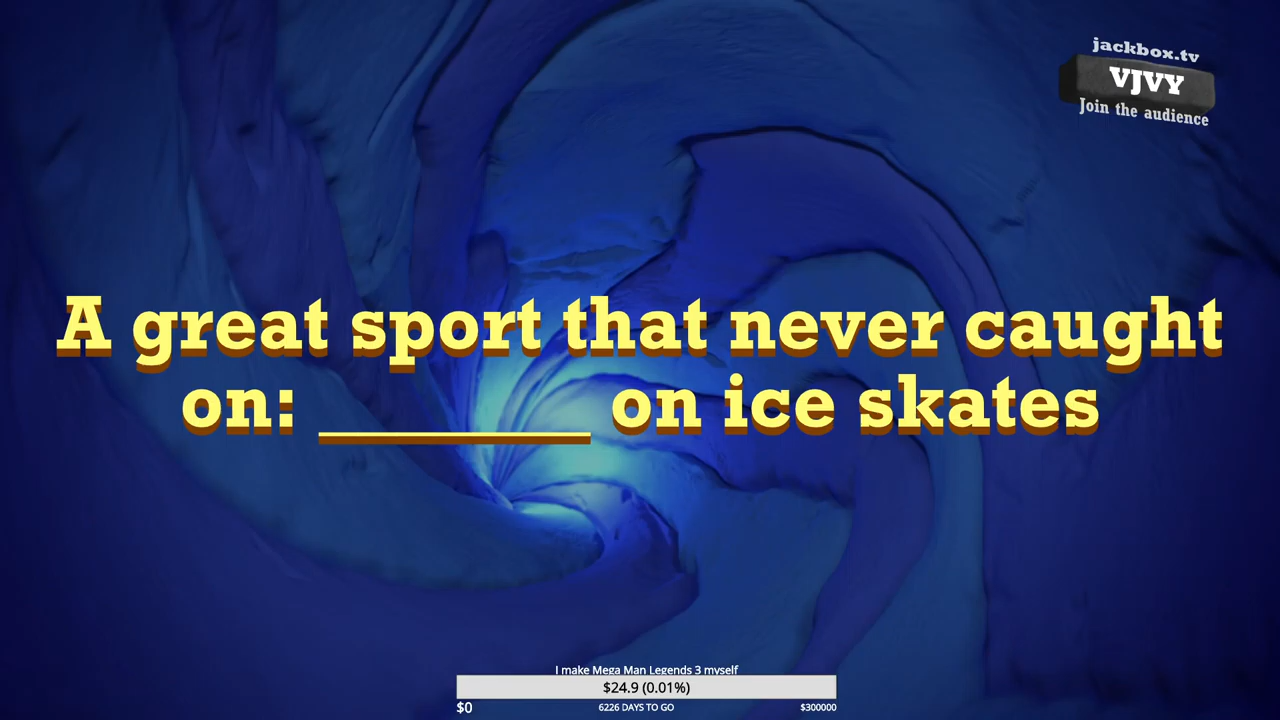 jackbox.tv
VJVY
Join the audience
A great sport that never caught
on: ________ on ice skates
I make Mega Man Legends 3 myself
$24.9 (0.01%)
$0 6226 DAYS TO GO $300000